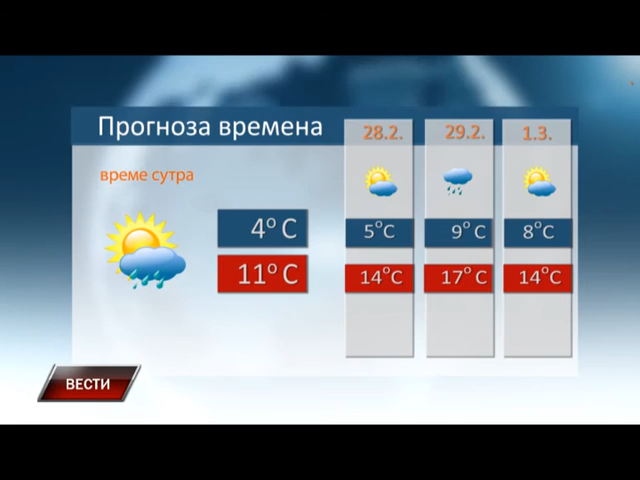 Прогноза времена
време сутра
4° C
11° C
28.2.
5°C
14°C
29.2.
9° C
17° C
1.3.
8°C
14°C
ВЕСТИ